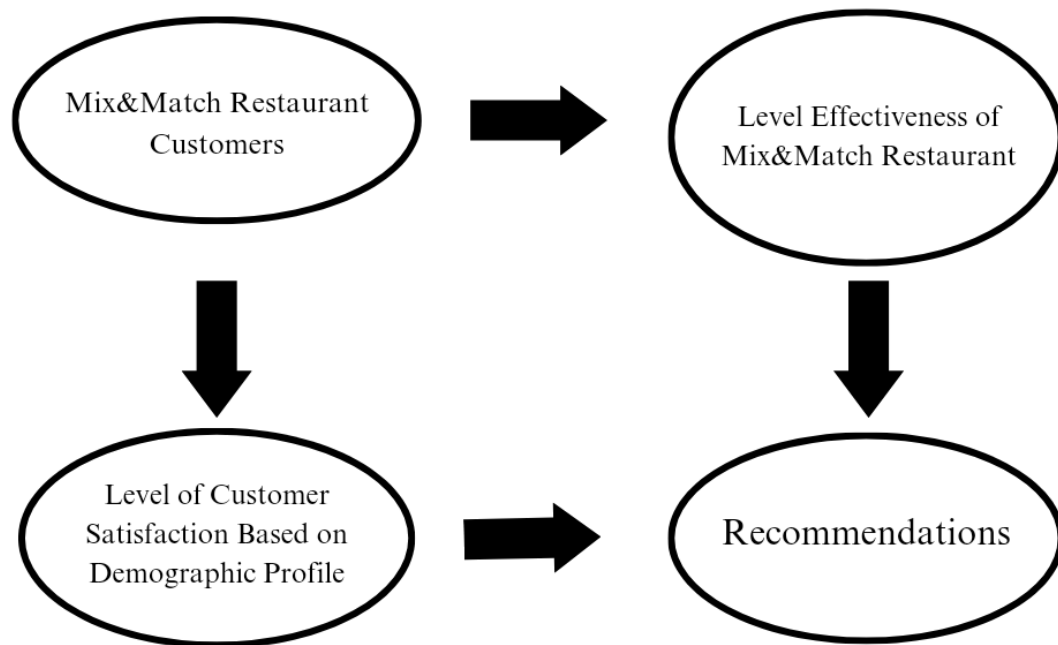 Mix&Match Restaurant
Customers
Level Effectiveness of
Mix&Match Restaurant
Level of Customer
Satisfaction Based on
Demographic Profile
Recommendations